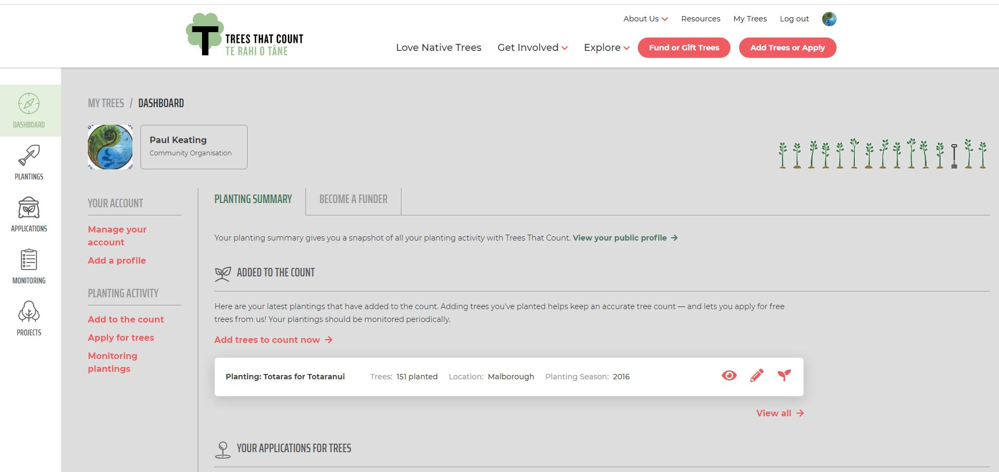 About Us
Resources
My Trees
Log out
TREES THAT COUNT
TE RAHI O TĀNE
Love Native Trees
Get Involved
Explore
Fund or Gift Trees
Add Trees or Apply
DASHBOARD
PLANTINGS
APPLICATIONS
MONITORING
PROJECTS
MY TREES / DASHBOARD
Paul Keating
Community Organisation
YOUR ACCOUNT
Manage your
account
Add a profile
PLANTING ACTIVITY
Add to the count
Apply for trees
Monitoring
plantings
PLANTING SUMMARY
BECOME A FUNDER
Your planting summary gives you a snapshot of all your planting activity with Trees That Count. View your public profile →
ADDED TO THE COUNT
Here are your latest plantings that have added to the count. Adding trees you've planted helps keep an accurate tree count — and lets you apply for free
trees from us! Your plantings should be monitored periodically.
Add trees to count now →
Planting: Totaras for Totaranui Trees: 151 planted Location: Malborough Planting Season: 2016
View all →
YOUR APPLICATIONS FOR TREES